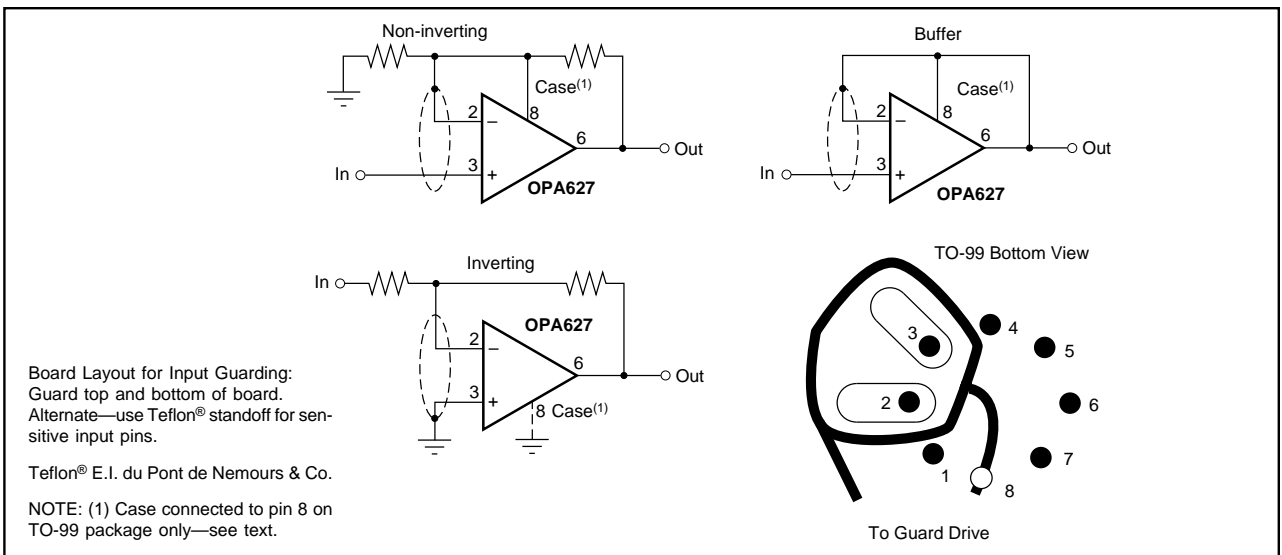 Non-inverting
Case(1)
2
8
–
6
Out
3
+
In
OPA627
Buffer
Case(1)
2
8
–
6
Out
3
+
In
OPA627
Inverting
In
OPA627
2
–
6
Out
3
+
8 Case(1)
TO-99 Bottom View
3
4
5
2
6
7
1
8
To Guard Drive
Board Layout for Input Guarding:
Guard top and bottom of board.
Alternate—use Teflon® standoff for sen-
sitive input pins.
Teflon® E.I. du Pont de Nemours & Co.
NOTE: (1) Case connected to pin 8 on
TO-99 package only—see text.